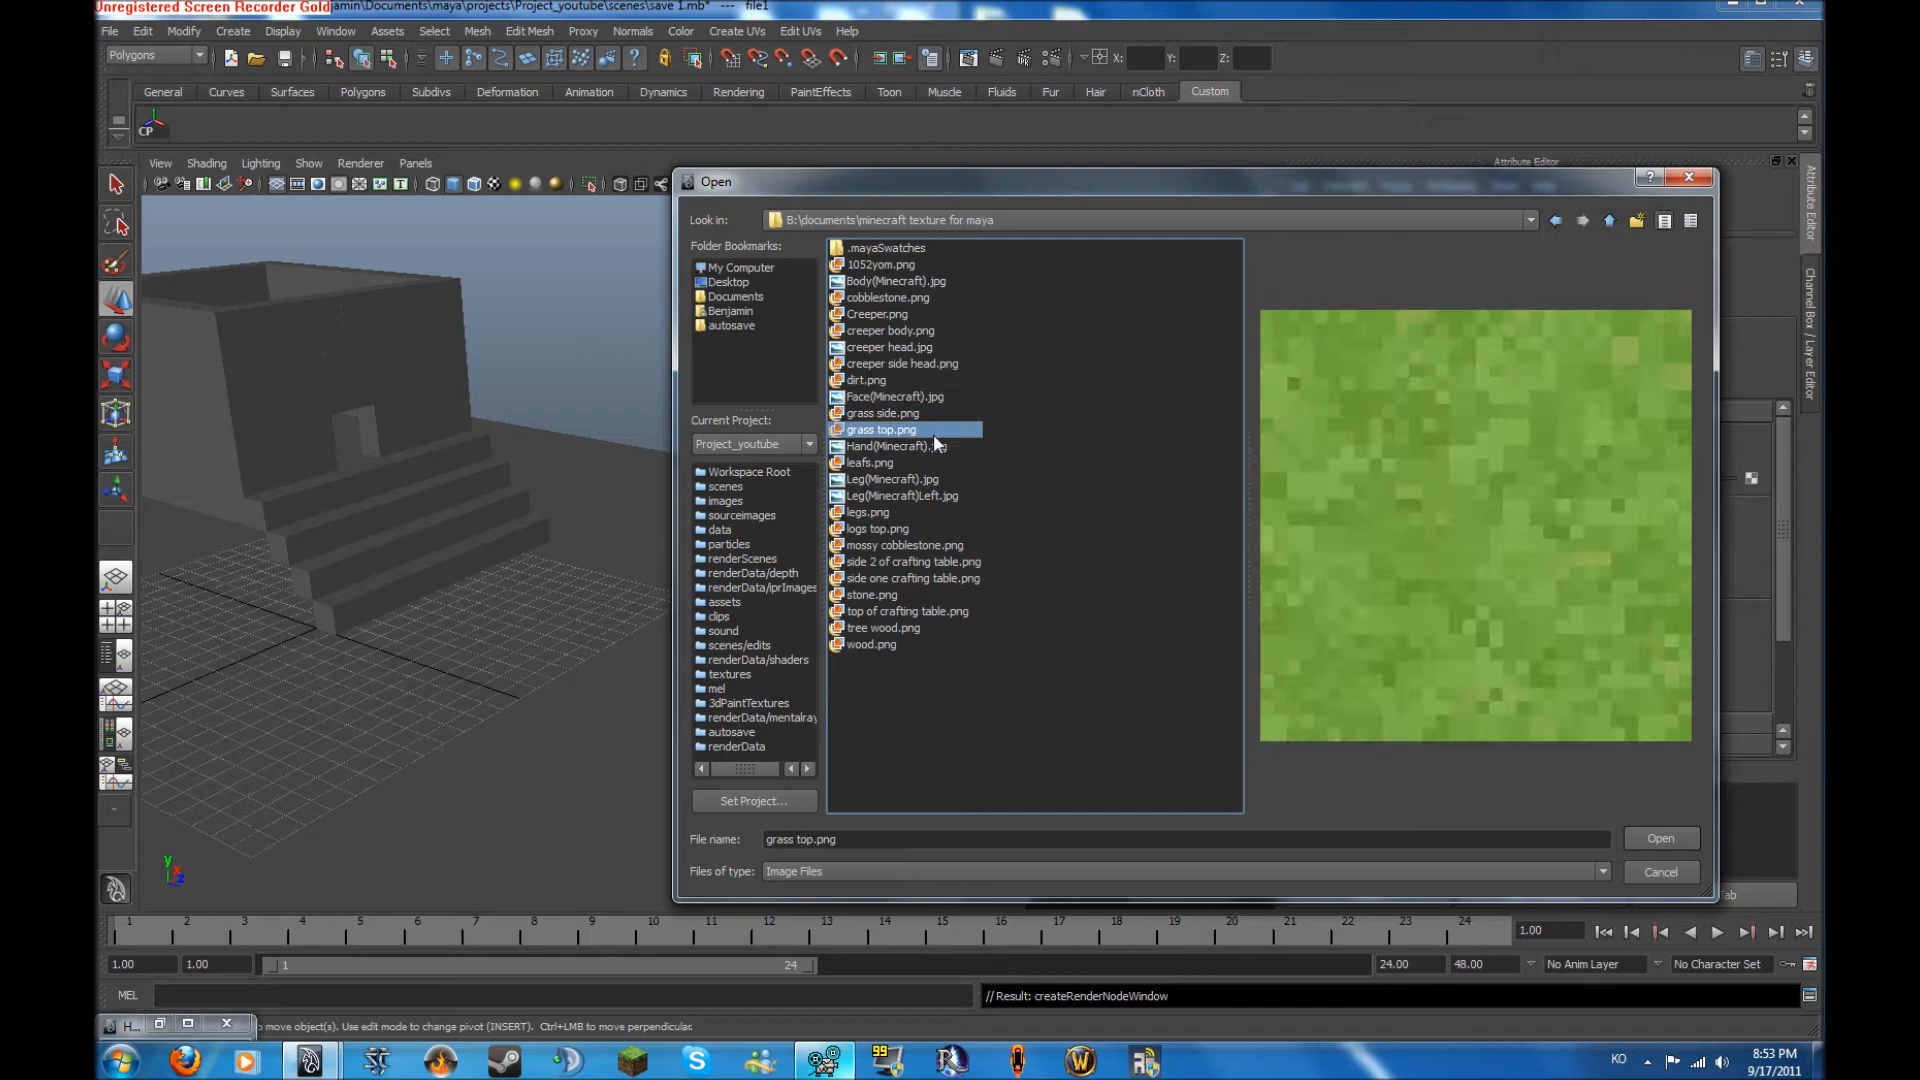 Unregistered Screen Recorder Gold amin\Documents\maya\projects\Project_youtube\scenes\save 1.mb* --- file1
File Edit Modify Create Display Window Assets Select Mesh Edit Mesh Proxy Normals Color Create UVs Edit UVs Help
Polygons X: Y: Z:
General Curves Surfaces Polygons Subdivs Deformation Animation Dynamics Rendering PaintEffects Toon Muscle Fluids Fur Hair nCloth Custom
CP
View Shading Lighting Show Renderer Panels
Attribute Editor
Open
Look in: B:\documents\minecraft texture for maya
Folder Bookmarks:
My Computer
Desktop
Documents
Benjamin
autosave
Current Project:
Project_youtube
Workspace Root
scenes
images
sourceimages
data
particles
renderScenes
renderData/depth
renderData/iprImages
assets
clips
sound
scenes/edits
renderData/shaders
textures
mel
3dPaintTextures
renderData/mentalray
autosave
renderData
Set Project...
.mayaSwatches
1052yom.png
Body(Minecraft).jpg
cobblestone.png
Creeper.png
creeper body.png
creeper head.jpg
creeper side head.png
dirt.png
Face(Minecraft).jpg
grass side.png
grass top.png
Hand(Minecraft).jpg
leafs.png
Leg(Minecraft).jpg
Leg(Minecraft)Left.jpg
legs.png
logs top.png
mossy cobblestone.png
side 2 of crafting table.png
side one crafting table.png
stone.png
top of crafting table.png
tree wood.png
wood.png
File name: grass top.png Open
Files of type: Image Files Cancel
Attribute Editor
Channel Box / Layer Editor
Tab
y
x
z
1 2 3 4 5 6 7 8 9 10 11 12 13 14 15 16 17 18 19 20 21 22 23 24 1.00
1.00 1.00 1 24 24.00 48.00 No Anim Layer No Character Set
MEL // Result: createRenderNodeWindow
H... o move object(s). Use edit mode to change pivot (INSERT). Ctrl+LMB to move perpendicular.
99
KO 8:53 PM
9/17/2011